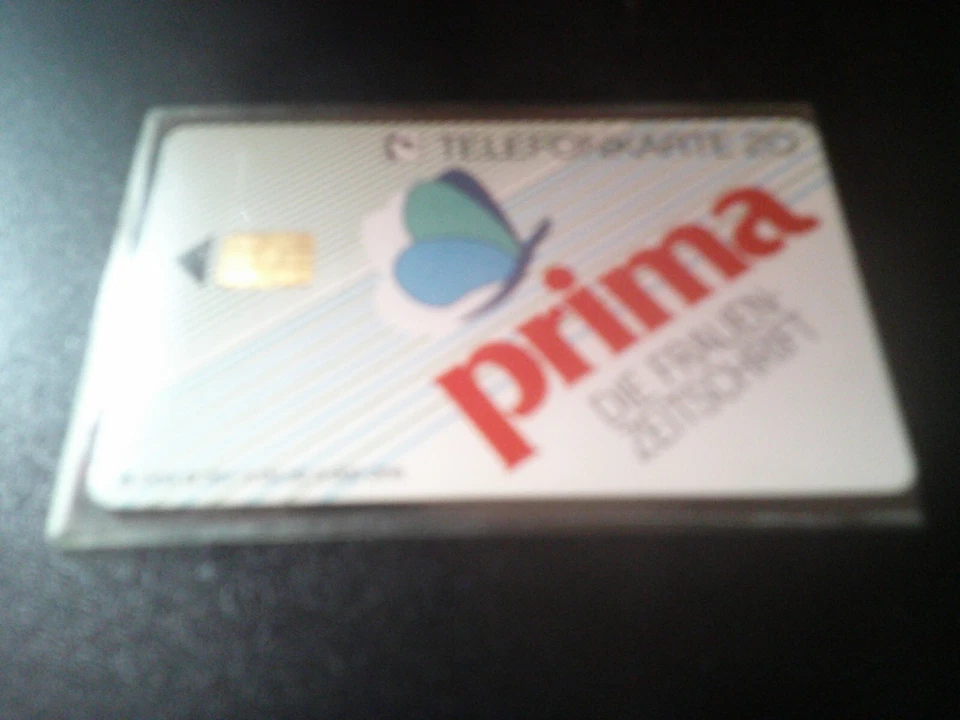 TELEFONKARTE 20
prima
DIE FRAUEN-
ZEITSCHRIFT